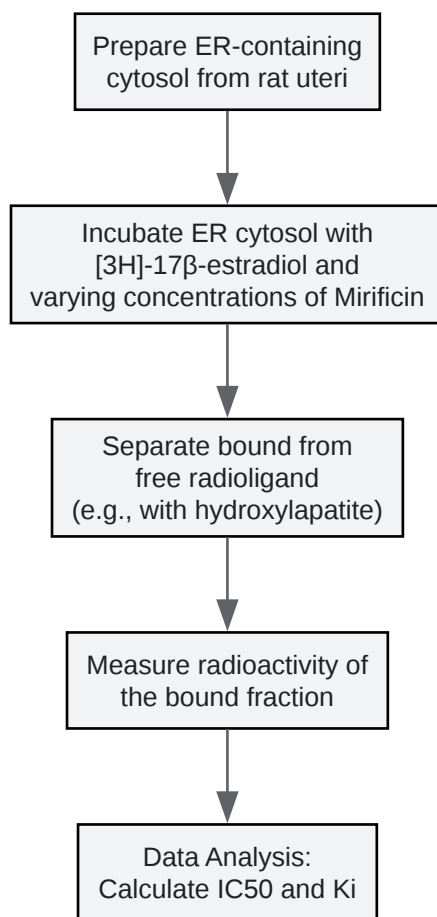 Prepare ER-containing
cytosol from rat uteri
Incubate ER cytosol with
[3H]-17β-estradiol and
varying concentrations of Mirificin
Separate bound from
free radioligand
(e.g., with hydroxylapatite)
Measure radioactivity of
the bound fraction
Data Analysis:
Calculate IC50 and Ki